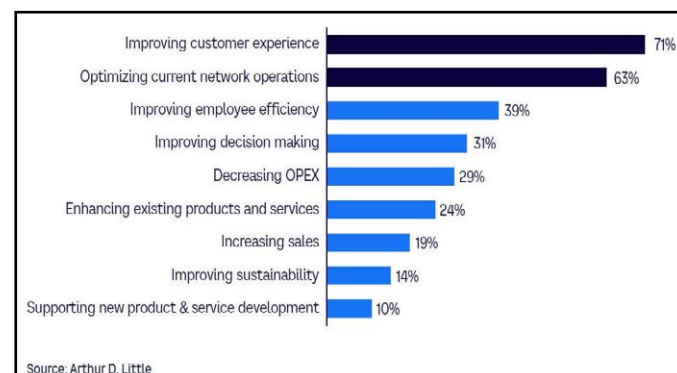 Improving customer experience 71%
Optimizing current network operations 63%
Improving employee efficiency 39%
Improving decision making 31%
Decreasing OPEX 29%
Enhancing existing products and services 24%
Increasing sales 19%
Improving sustainability 14%
Supporting new product & service development 10%
Source: Arthur D. Little